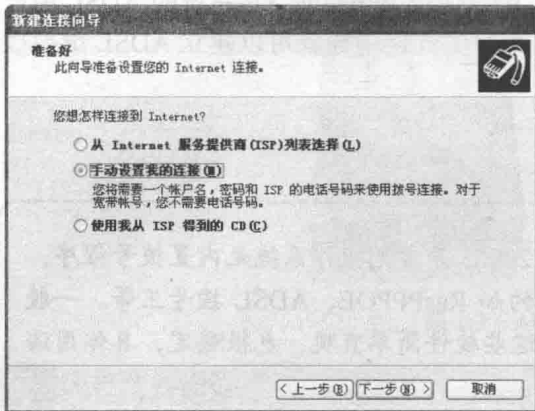 新建连接向导
准备好
此向导准备设置您的 Internet 连接。
您想怎样连接到 Internet?
从 Internet 服务提供商(ISP)列表选择(L)
手动设置我的连接(M)
您将需要一个帐户名,密码和 ISP 的电话号码来使用拨号连接。对于
宽带帐号,您不需要电话号码。
使用我从 ISP 得到的 CD(C)
< 上一步(B) 下一步(N) > 取消